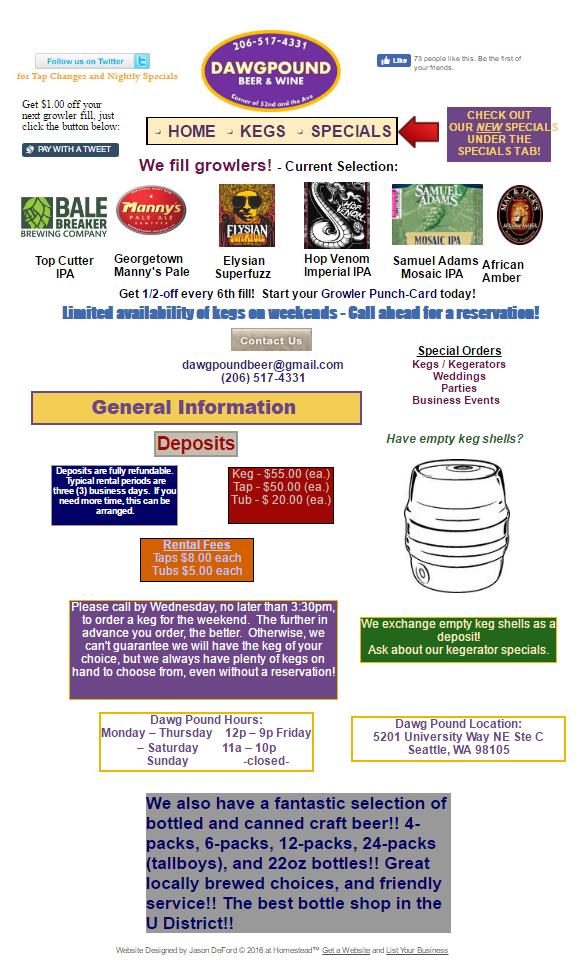 206-517-4331
DAWGPOUND
BEER & WINE
Corner of 52nd and the Ave
Follow us on Twitter
for Tap Changes and Nightly Specials
Like
73 people like this. Be the first of
your friends.
Get $1.00 off your
next growler fill, just
click the button below:
PAY WITH A TWEET
HOME
KEGS
SPECIALS
CHECK OUT
OUR NEW SPECIALS
UNDER THE
SPECIALS TAB!
We fill growlers! - Current Selection:
BALE
BREAKER
BREWING COMPANY
Manny's
PALE ALE
ELYSIAN
SUPERFUZZ
HOP
VENOM
SAMUEL
ADAMS
MOSAIC IPA
MAC & JACK'S
Top Cutter
IPA
Georgetown
Manny's Pale
Elysian
Superfuzz
Hop Venom
Imperial IPA
Samuel Adams
Mosaic IPA
African
Amber
Get 1/2-off every 6th fill! Start your Growler Punch-Card today!
Limited availability of kegs on weekends - Call ahead for a reservation!
Contact Us
dawgpoundbeer@gmail.com
(206) 517-4331
Special Orders
Kegs / Kegerators
Weddings
Parties
Business Events
General Information
Deposits
Have empty keg shells?
Deposits are fully refundable.
Typical rental periods are
three (3) business days. If you
need more time, this can be
arranged.
Keg - $55.00 (ea.)
Tap - $50.00 (ea.)
Tub - $ 20.00 (ea.)
Rental Fees
Taps $8.00 each
Tubs $5.00 each
Please call by Wednesday, no later than 3:30pm,
to order a keg for the weekend. The further in
advance you order, the better. Otherwise, we
can't guarantee we will have the keg of your
choice, but we always have plenty of kegs on
hand to choose from, even without a reservation!
We exchange empty keg shells as a
deposit!
Ask about our kegerator specials.
Dawg Pound Hours:
Monday – Thursday 12p – 9p Friday
-- Saturday 11a – 10p
Sunday -closed-
Dawg Pound Location:
5201 University Way NE Ste C
Seattle, WA 98105
We also have a fantastic selection of
bottled and canned craft beer!! 4-
packs, 6-packs, 12-packs, 24-packs
(tallboys), and 22oz bottles!! Great
locally brewed choices, and friendly
service!! The best bottle shop in the
U District!!
Website Designed by Jason DeFord © 2016 at Homestead™ Get a Website and List Your Business